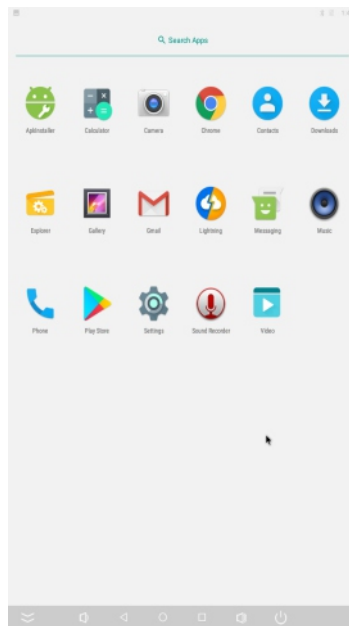 Search Apps
ApkInstaller
Calculator
Camera
Chrome
Contacts
Downloads
Explorer
Gallery
Gmail
Lightning
Messaging
Music
Phone
Play Store
Settings
Sound Recorder
Video